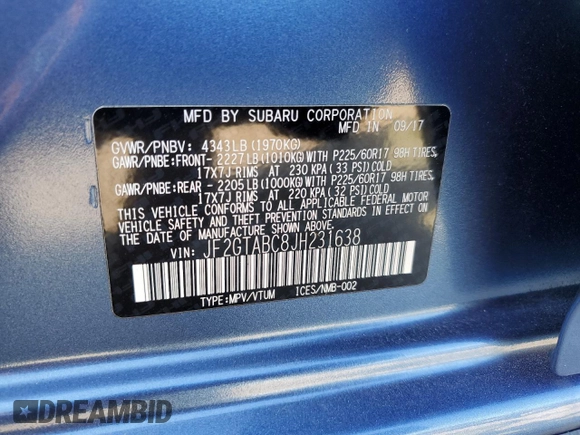 MFD BY SUBARU CORPORATION
MFD IN 09/17
GVWR/PNBV: 4343LB (1970KG)
GAWR/PNBE:FRONT- 2227LB(1010KG)WITH P225/60R17 98H TIRES,
17X7J RIMS AT 230 KPA (33 PSI)COLD
GAWR/PNBE:REAR - 2205LB(1000KG)WITH P225/60R17 98H TIRES,
17X7J RIMS AT 220 KPA (32 PSI)COLD
THIS VEHICLE CONFORMS TO ALL APPLICABLE FEDERAL MOTOR
VEHICLE SAFETY AND THEFT PREVENTION STANDARDS IN EFFECT ON
THE DATE OF MANUFACTURE SHOWN ABOVE.
VIN: JF2GTABC8JH231638
TYPE:MPV/VTUM ICES/NMB-002
DREAMBID